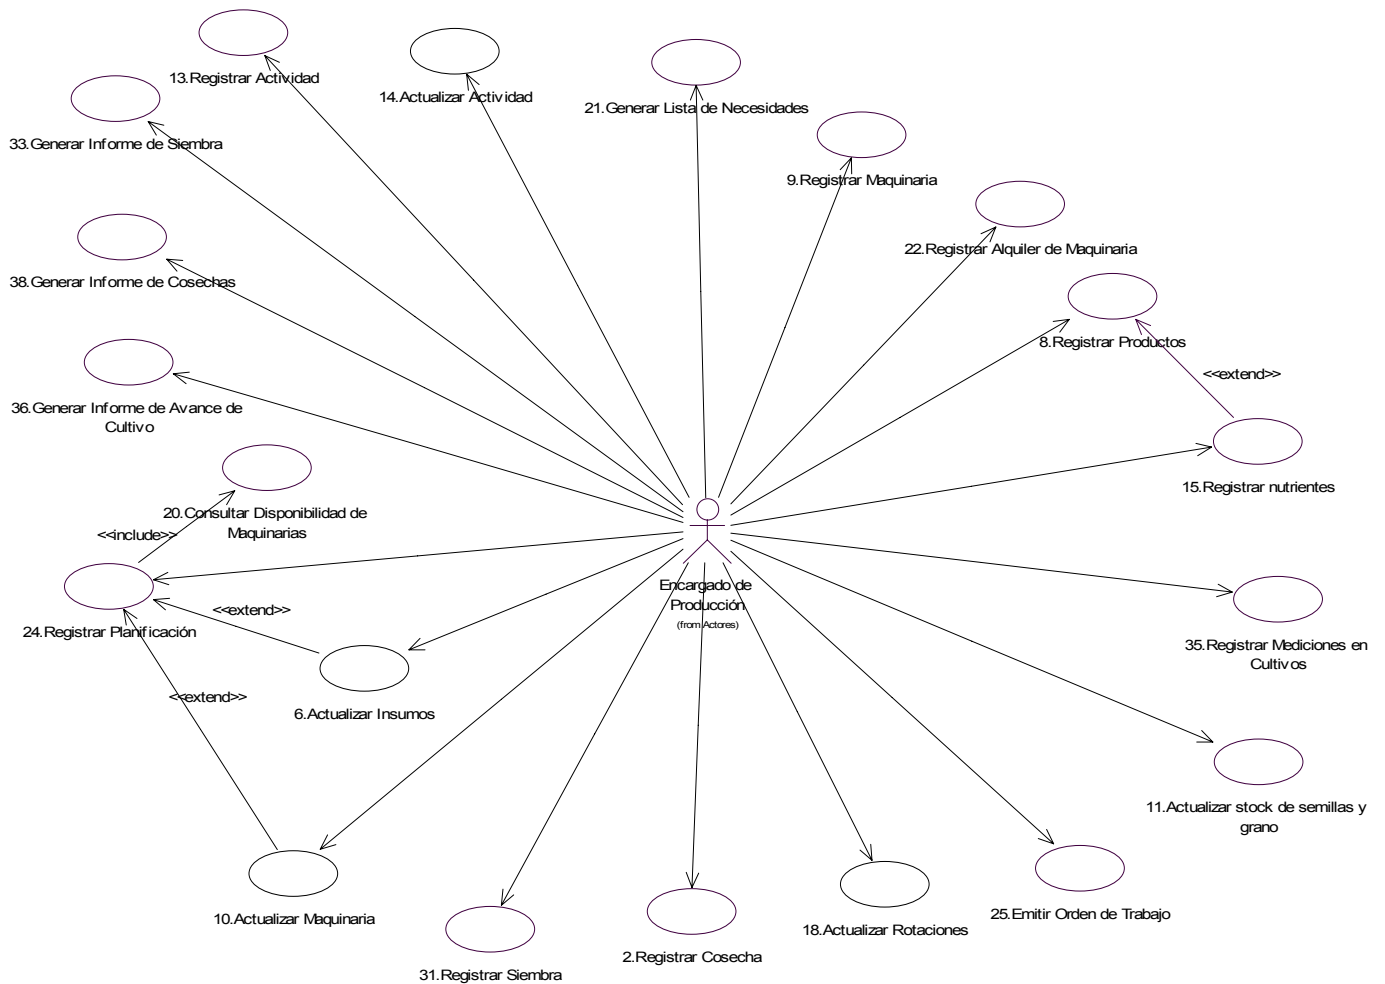 13.Registrar Actividad
14.Actualizar Actividad
21.Generar Lista de Necesidades
33.Generar Informe de Siembra
9.Registrar Maquinaria
22.Registrar Alquiler de Maquinaria
38.Generar Informe de Cosechas
8.Registrar Productos
<<extend>>
36.Generar Informe de Avance de
Cultivo
15.Registrar nutrientes
20.Consultar Disponibilidad de
Maquinarias
<<include>>
Encargado de
Producción
(from Actores)
<<extend>>
24.Registrar Planificación
35.Registrar Mediciones en
Cultivos
<<extend>>
6.Actualizar Insumos
11.Actualizar stock de semillas y
grano
10.Actualizar Maquinaria
25.Emitir Orden de Trabajo
18.Actualizar Rotaciones
2.Registrar Cosecha
31.Registrar Siembra